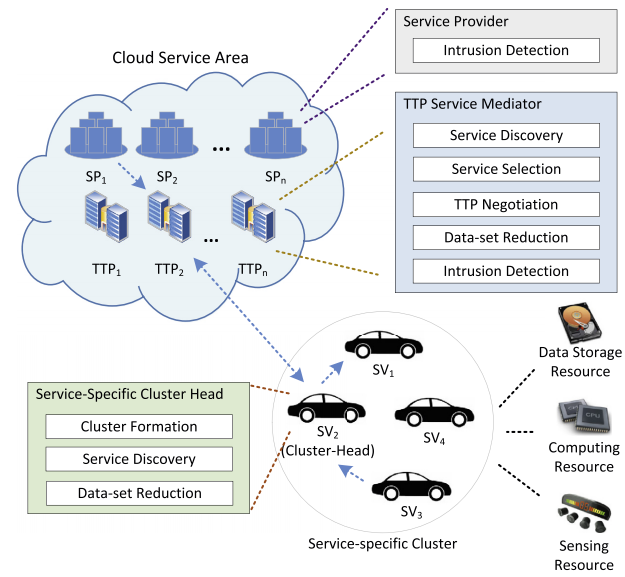 Cloud Service Area
SP1
SP2
...
SPn
TTP1
TTP2
...
TTPn
Service Provider
Intrusion Detection
TTP Service Mediator
Service Discovery
Service Selection
TTP Negotiation
Data-set Reduction
Intrusion Detection
Service-Specific Cluster Head
Cluster Formation
Service Discovery
Data-set Reduction
SV1
SV2
(Cluster-Head)
SV4
SV3
Service-specific Cluster
Data Storage
Resource
CPU
Computing
Resource
Sensing
Resource